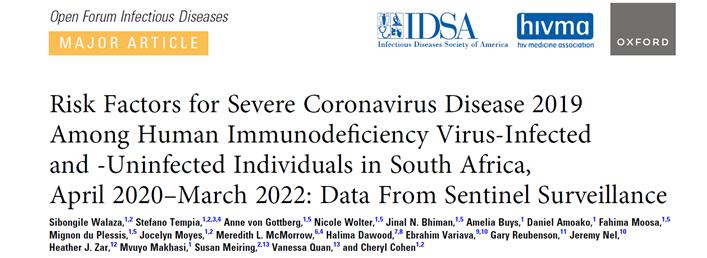 Open Forum Infectious Diseases
MAJOR ARTICLE
IDSA
Infectious Diseases Society of America
hivma
hiv medicine association
OXFORD
Risk Factors for Severe Coronavirus Disease 2019
Among Human Immunodeficiency Virus-Infected
and -Uninfected Individuals in South Africa,
April 2020–March 2022: Data From Sentinel Surveillance
Sibongile Walaza,1,2 Stefano Tempia,1,2,3,4 Anne von Gottberg,1,5 Nicole Wolter,1,5 Jinal N. Bhiman,1,5 Amelia Buys,1 Daniel Amoako,1 Fahima Moosa,1,5
Mignon du Plessis,1,5 Jocelyn Moyes,1,2 Meredith L. McMorrow,6,4 Halima Dawood,7,8 Ebrahim Variava,9,10 Gary Reubenson,11 Jeremy Nel,10
Heather J. Zar,12 Mvuyo Makhasi,1 Susan Meiring,2,13 Vanessa Quan,13 and Cheryl Cohen1,2